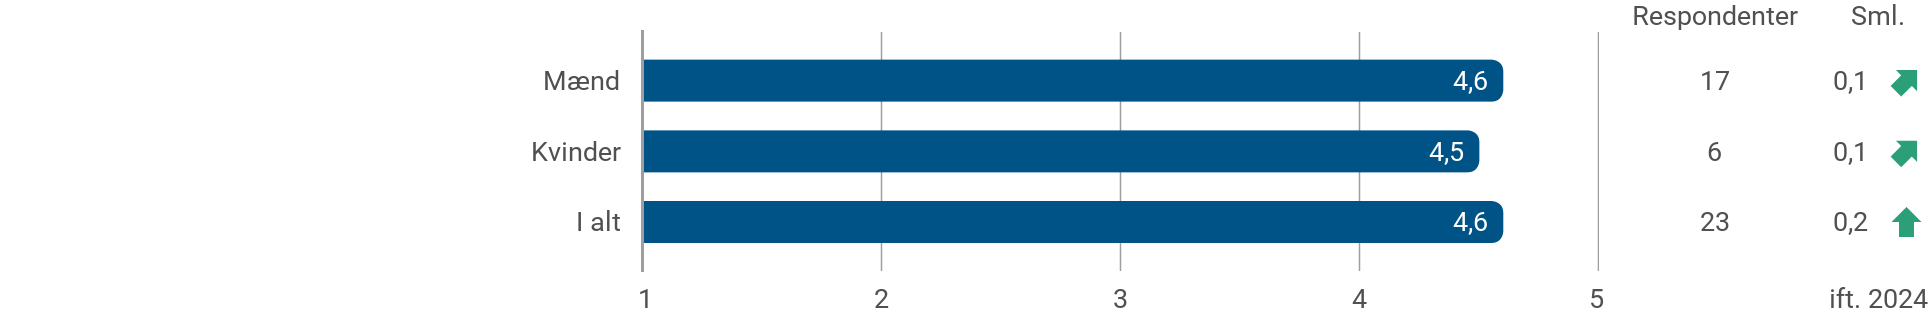 Respondenter Sml.
Mænd 4,6 17 0,1
Kvinder 4,5 6 0,1
I alt 4,6 23 0,2
1 2 3 4 5 ift. 2024